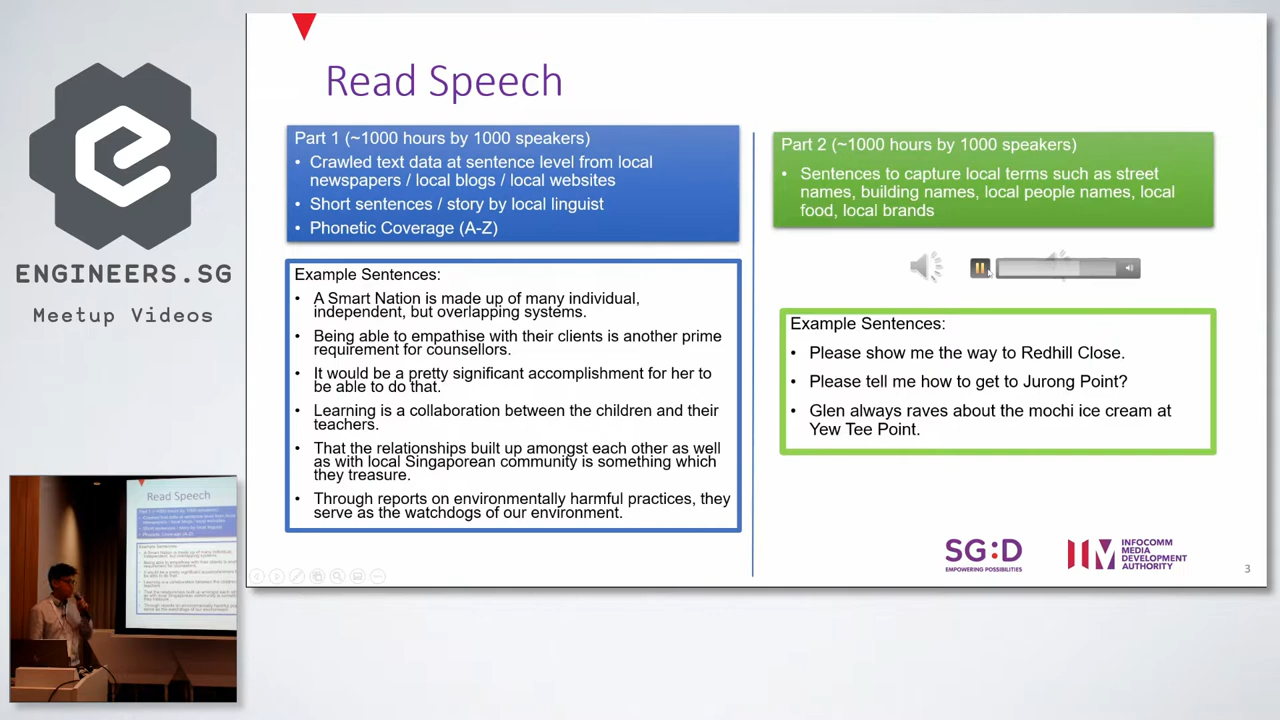 ENGINEERS.SG
Meetup Videos
Read Speech
Part 1 (~1000 hours by 1000 speakers)
• Crawled text data at sentence level from local
newspapers / local blogs / local websites
• Short sentences / story by local linguist
• Phonetic Coverage (A-Z)
Example Sentences:
• A Smart Nation is made up of many individual,
independent, but overlapping systems.
• Being able to empathise with their clients is another prime
requirement for counsellors.
• It would be a pretty significant accomplishment for her to
be able to do that.
• Learning is a collaboration between the children and their
teachers.
• That the relationships built up amongst each other as well
as with local Singaporean community is something which
they treasure.
• Through reports on environmentally harmful practices, they
serve as the watchdogs of our environment.
Part 2 (~1000 hours by 1000 speakers)
• Sentences to capture local terms such as street
names, building names, local people names, local
food, local brands
Example Sentences:
• Please show me the way to Redhill Close.
• Please tell me how to get to Jurong Point?
• Glen always raves about the mochi ice cream at
Yew Tee Point.
SG:D
EMPOWERING POSSIBILITIES
INFOCOMM
MEDIA
DEVELOPMENT
AUTHORITY
3
Read Speech